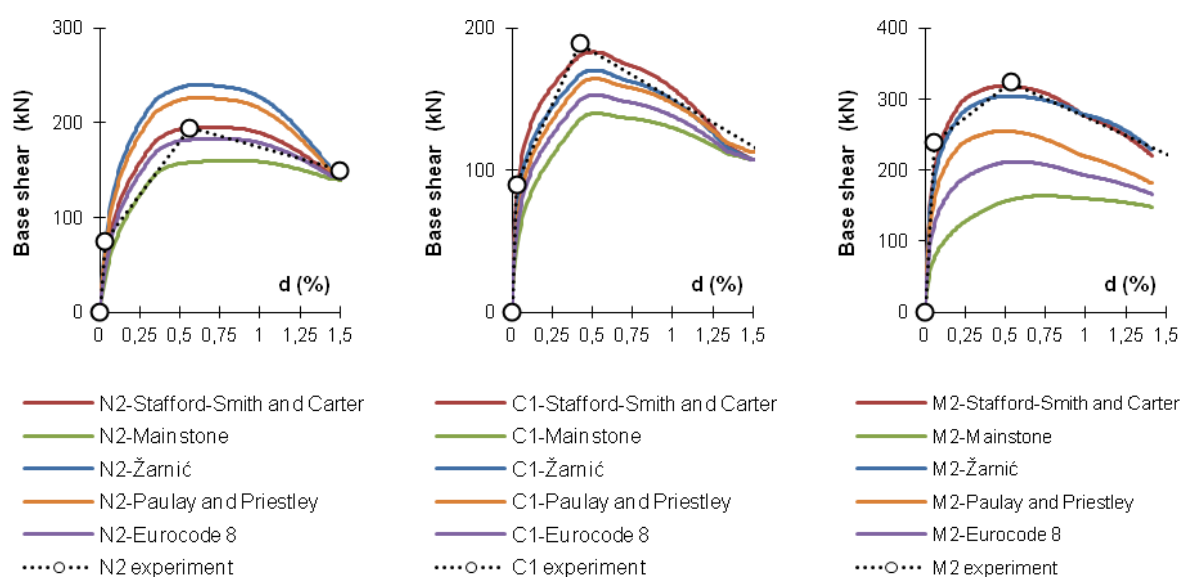 300
200
100
0
Base shear (kN)
d (%)
0 0,25 0,5 0,75 1 1,25 1,5
N2-Stafford-Smith and Carter
N2-Mainstone
N2-Žarnić
N2-Paulay and Priestley
N2-Eurocode 8
N2 experiment
200
100
0
Base shear (kN)
d (%)
0 0,25 0,5 0,75 1 1,25 1,5
C1-Stafford-Smith and Carter
C1-Mainstone
C1-Žarnić
C1-Paulay and Priestley
C1-Eurocode 8
C1 experiment
400
300
200
100
0
Base shear (kN)
d (%)
0 0,25 0,5 0,75 1 1,25 1,5
M2-Stafford-Smith and Carter
M2-Mainstone
M2-Žarnić
M2-Paulay and Priestley
M2-Eurocode 8
M2 experiment